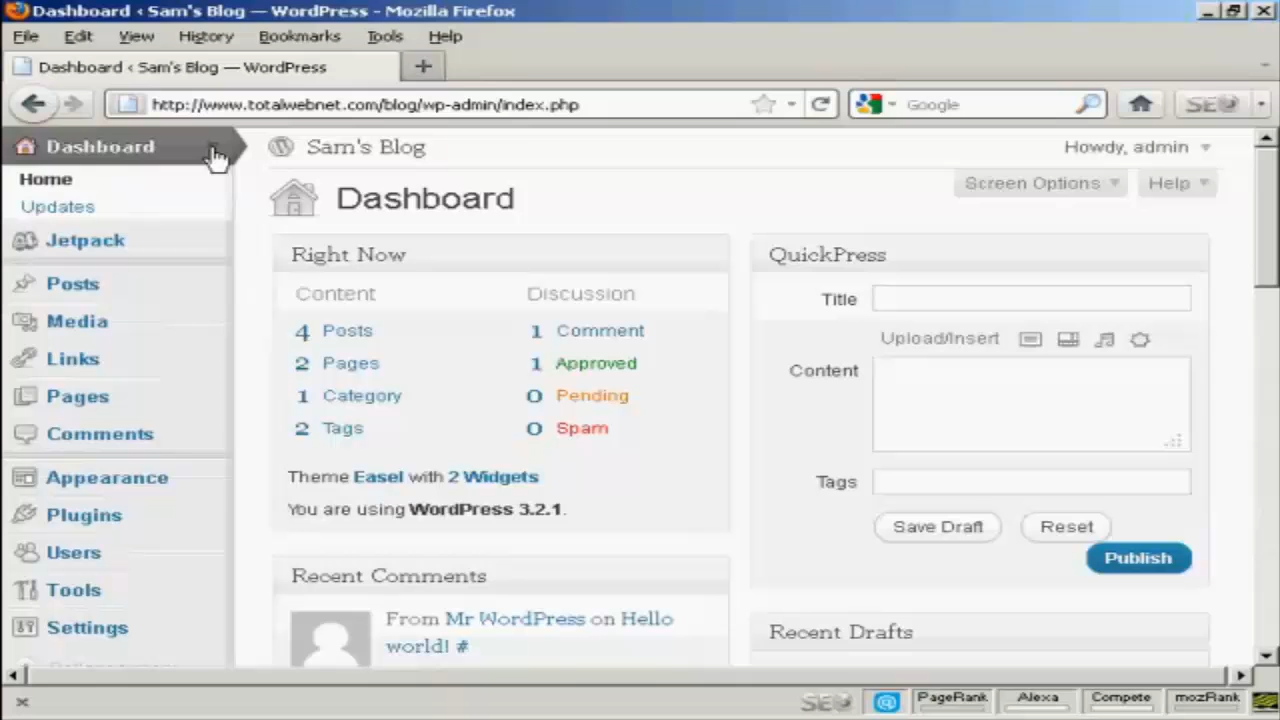 Dashboard ‹ Sam's Blog — WordPress - Mozilla Firefox
File Edit View History Bookmarks Tools Help
Dashboard ‹ Sam's Blog — WordPress
http://www.totalwebnet.com/blog/wp-admin/index.php
Google
SEO
Dashboard
Home
Updates
Jetpack
Posts
Media
Links
Pages
Comments
Appearance
Plugins
Users
Tools
Settings
Sam's Blog
Howdy, admin
Screen Options
Help
Dashboard
Right Now
Content Discussion
4 Posts 1 Comment
2 Pages 1 Approved
1 Category 0 Pending
2 Tags 0 Spam
Theme Easel with 2 Widgets
You are using WordPress 3.2.1.
Recent Comments
From Mr WordPress on Hello
world! #
QuickPress
Title
Upload/Insert
Content
Tags
Save Draft Reset
Publish
Recent Drafts
SEO PageRank Alexa Compete mozRank